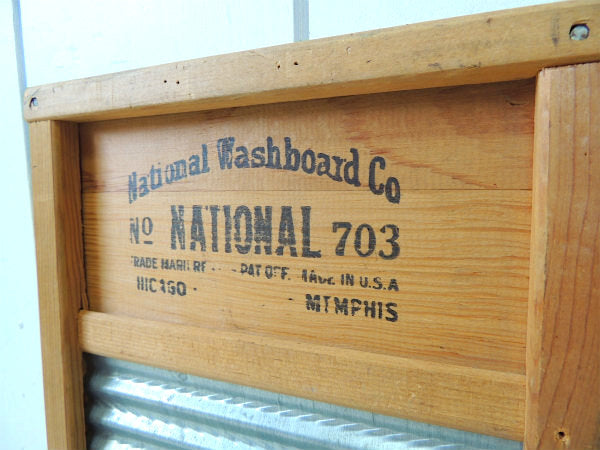 National Washboard Co
No NATIONAL 703
TRADE MARK RE PAT OFF. MADE IN U.S.A
HICAGO
MEMPHIS